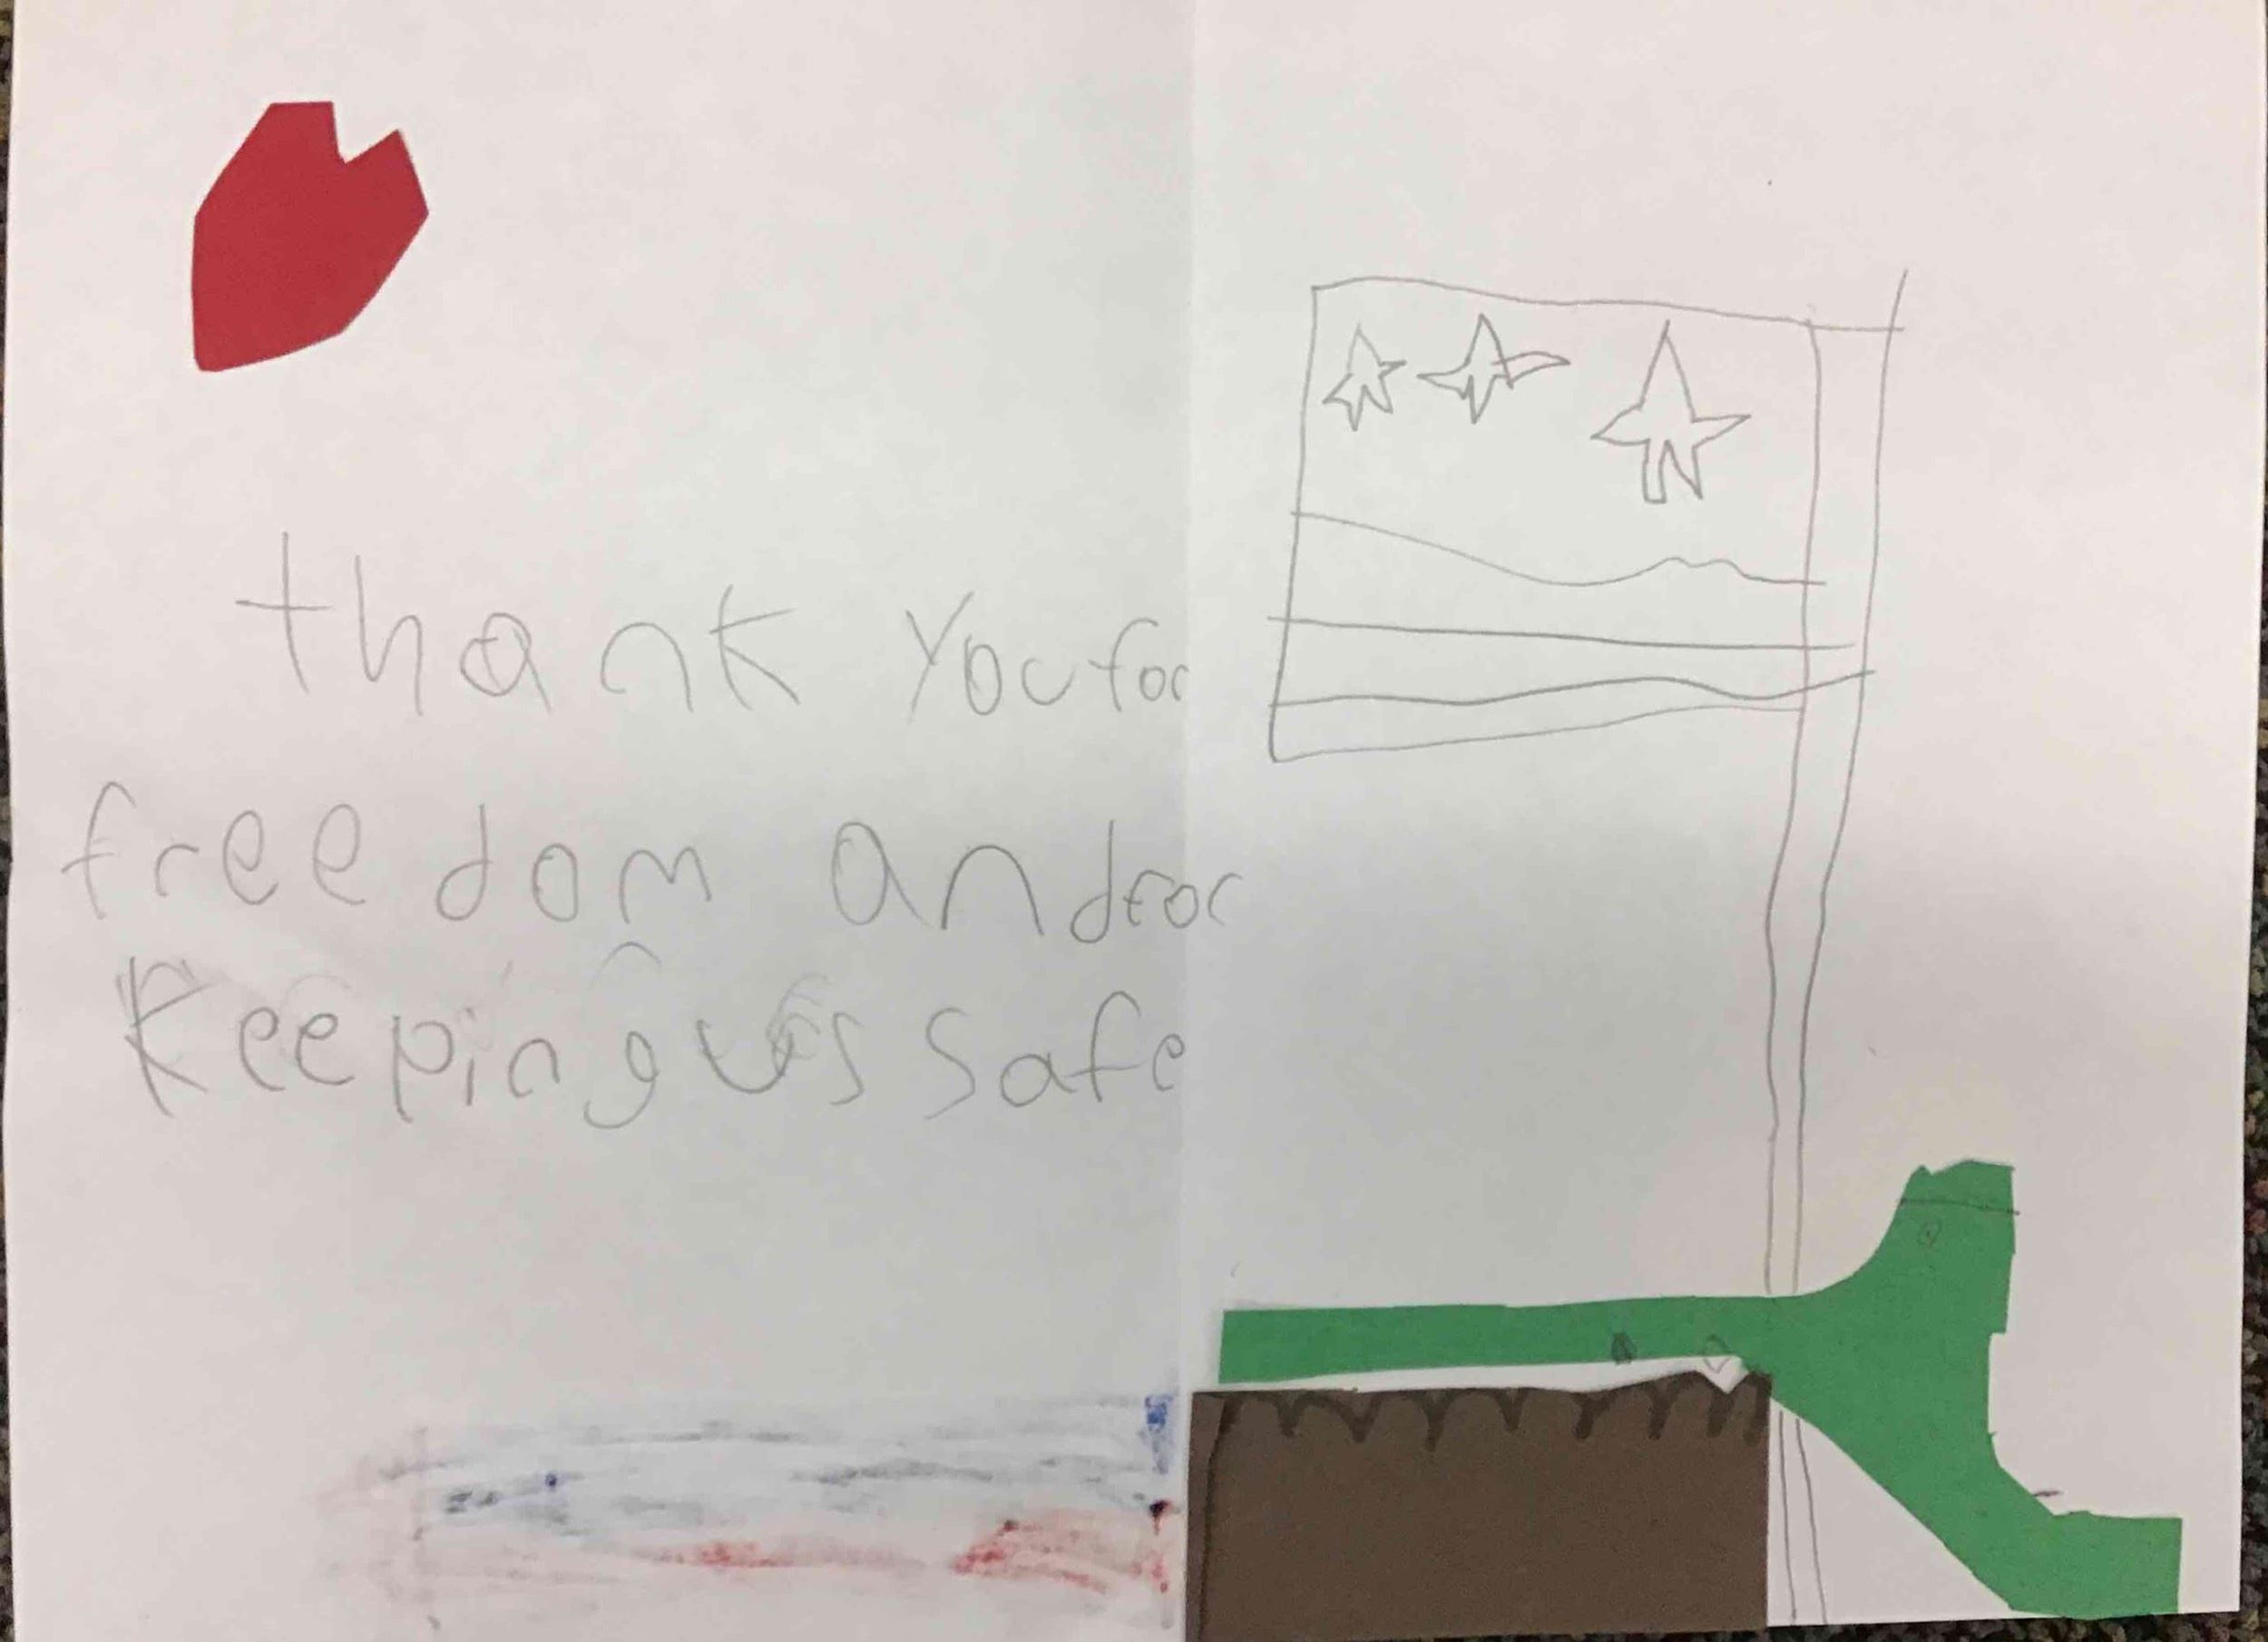 thank you for
freedom and for
Keeping us safe